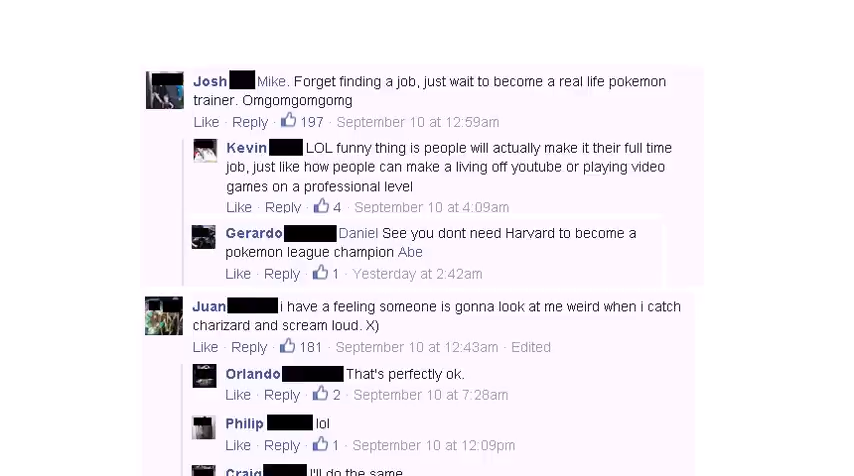 Josh Mike. Forget finding a job, just wait to become a real life pokemon
trainer. Omgomgomgomg
Like · Reply · 197 · September 10 at 12:59am
Kevin LOL funny thing is people will actually make it their full time
job, just like how people can make a living off youtube or playing video
games on a professional level
Like · Reply · 4 · September 10 at 4:09am
Gerardo Daniel See you dont need Harvard to become a
pokemon league champion Abe
Like · Reply · 1 · Yesterday at 2:42am
Juan i have a feeling someone is gonna look at me weird when i catch
charizard and scream loud. X)
Like · Reply · 181 · September 10 at 12:43am · Edited
Orlando That's perfectly ok.
Like · Reply · 2 · September 10 at 7:28am
Philip lol
Like · Reply · 1 · September 10 at 12:09pm
Craig I'll do the same